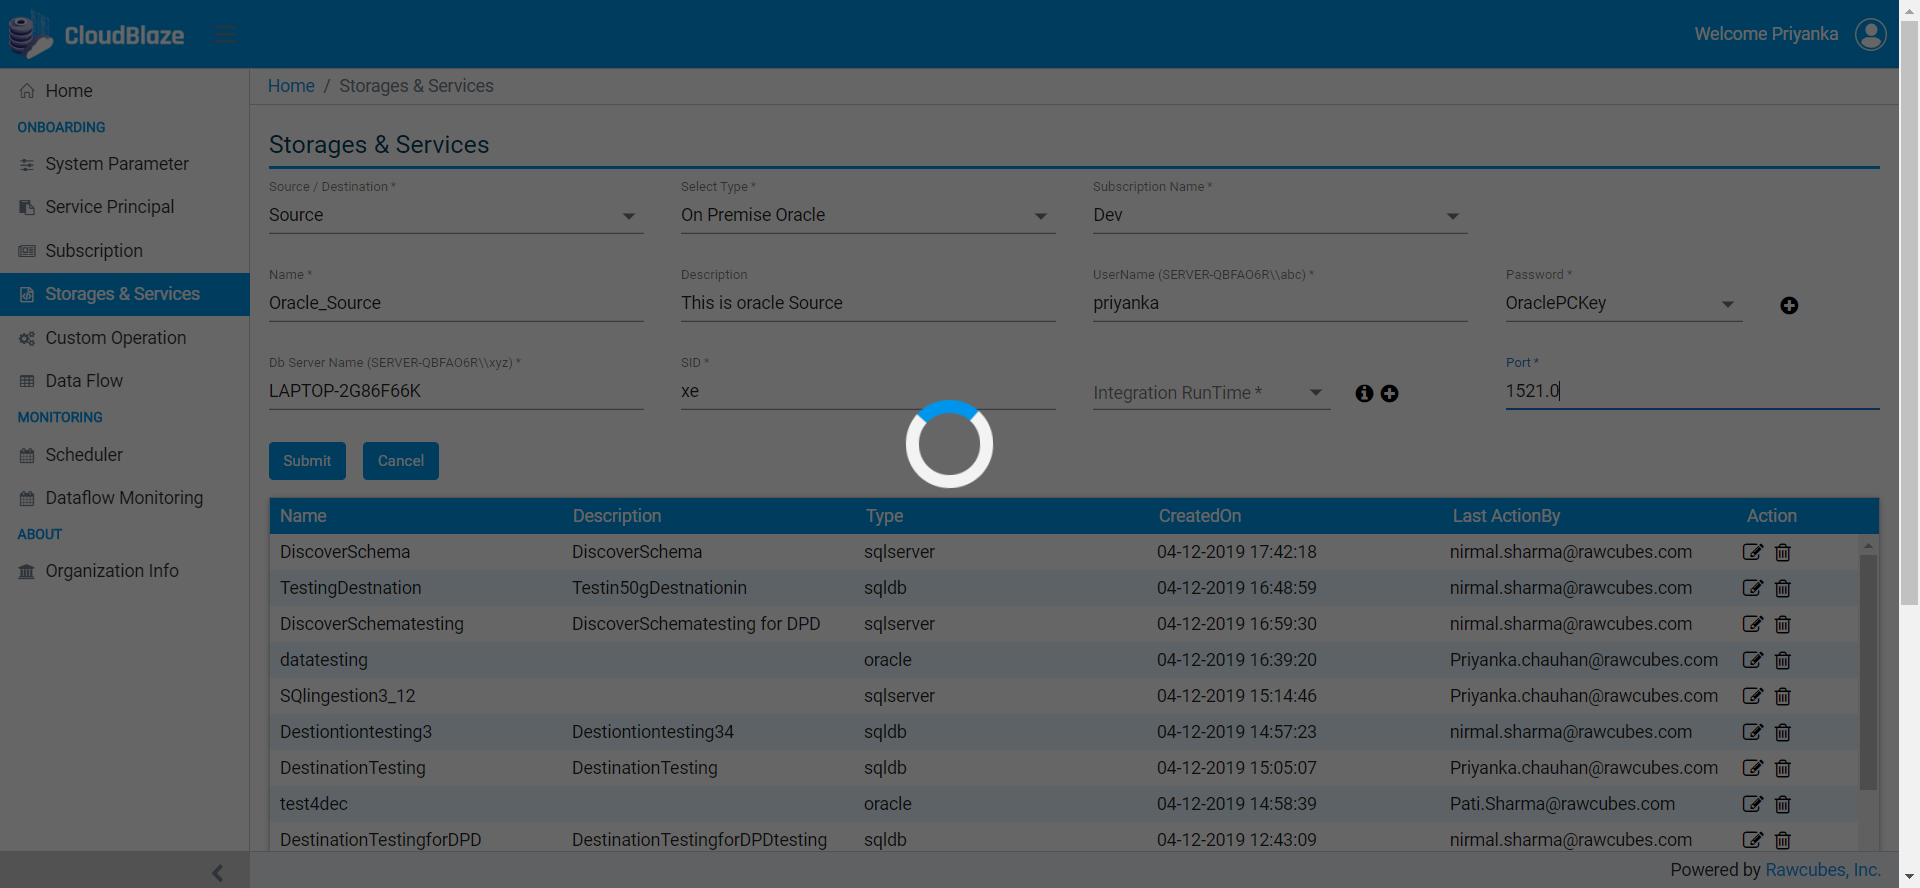 CloudBlaze
Welcome Priyanka
Home
ONBOARDING
System Parameter
Service Principal
Subscription
Storages & Services
Custom Operation
Data Flow
MONITORING
Scheduler
Dataflow Monitoring
ABOUT
Organization Info
Home / Storages & Services
Storages & Services
Source / Destination * Select Type * Subscription Name *
Source On Premise Oracle Dev
Name * Description UserName (SERVER-QBFAO6R\\abc) * Password *
Oracle_Source This is oracle Source priyanka OraclePCKey
Db Server Name (SERVER-QBFAO6R\\xyz) * SID * Port *
LAPTOP-2G86F66K xe Integration RunTime * 1521.0
Submit Cancel
Name Description Type CreatedOn Last ActionBy Action
DiscoverSchema DiscoverSchema sqlserver 04-12-2019 17:42:18 nirmal.sharma@rawcubes.com
TestingDestnation Testin50gDestnationin sqldb 04-12-2019 16:48:59 nirmal.sharma@rawcubes.com
DiscoverSchematesting DiscoverSchematesting for DPD sqlserver 04-12-2019 16:59:30 nirmal.sharma@rawcubes.com
datatesting oracle 04-12-2019 16:39:20 Priyanka.chauhan@rawcubes.com
SQlingestion3_12 sqlserver 04-12-2019 15:14:46 Priyanka.chauhan@rawcubes.com
Destiontiontesting3 Destiontiontesting34 sqldb 04-12-2019 14:57:23 nirmal.sharma@rawcubes.com
DestinationTesting DestinationTesting sqldb 04-12-2019 15:05:07 Priyanka.chauhan@rawcubes.com
test4dec oracle 04-12-2019 14:58:39 Pati.Sharma@rawcubes.com
DestinationTestingforDPD DestinationTestingforDPDtesting sqldb 04-12-2019 12:43:09 nirmal.sharma@rawcubes.com
Powered by Rawcubes, Inc.